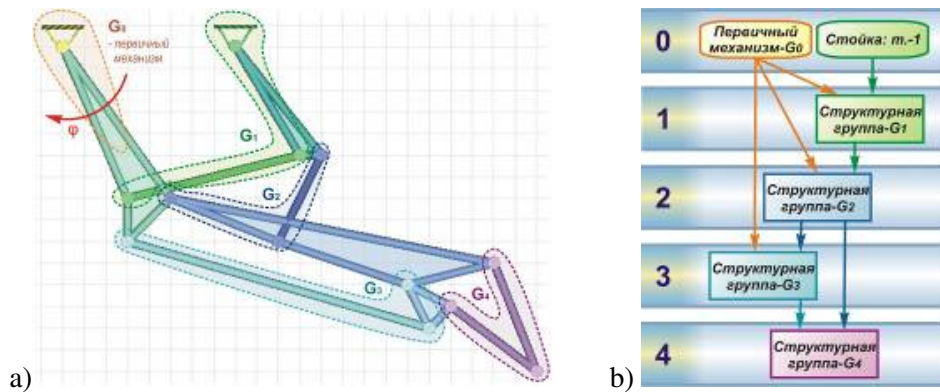 G₀
- первичный
механизм
φ
G₁
G₂
G₃
G₄
a)
0
Первичный
механизм-G₀
Стойка: т.-1
1
Структурная
группа-G₁
2
Структурная
группа-G₂
3
Структурная
группа-G₃
4
Структурная
группа-G₄
b)